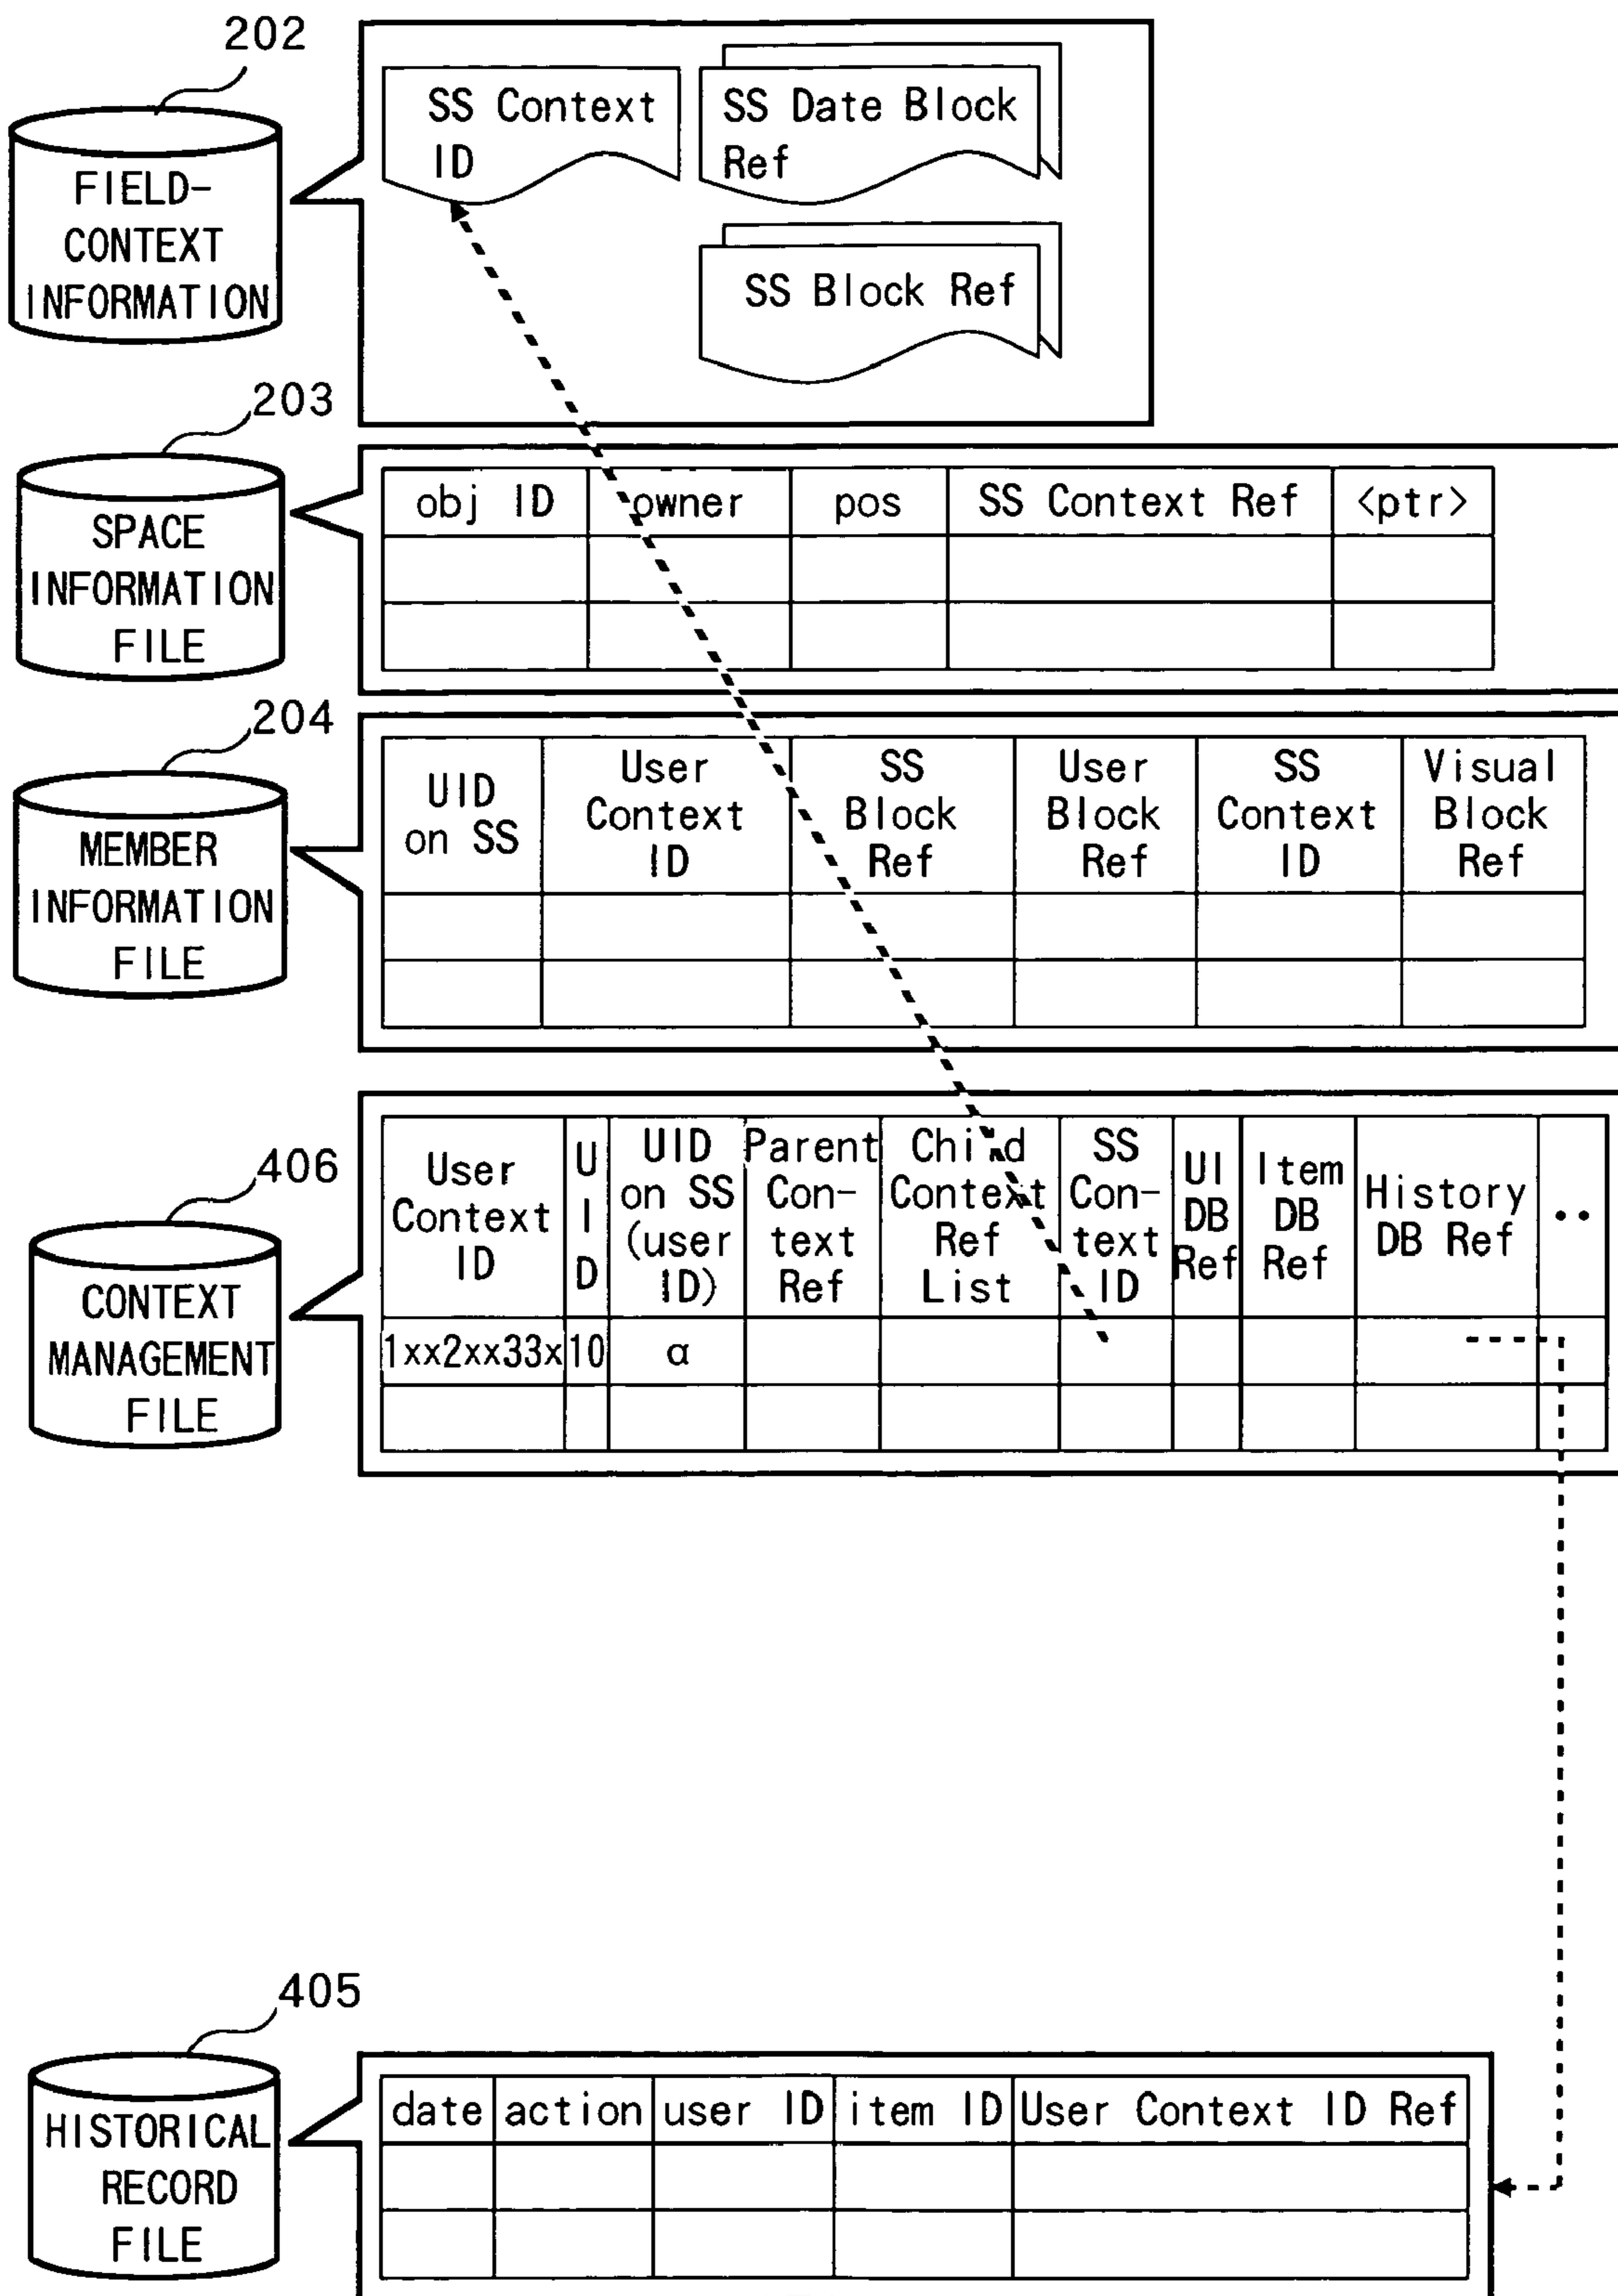 202
FIELD-
CONTEXT
INFORMATION
SS Context
ID
SS Date Block
Ref
SS Block Ref
203
SPACE
INFORMATION
FILE
obj ID owner pos SS Context Ref <ptr>
204
MEMBER
INFORMATION
FILE
UID
on SS
User
Context
ID
SS
Block
Ref
User
Block
Ref
SS
Context
ID
Visual
Block
Ref
406
CONTEXT
MANAGEMENT
FILE
User
Context
ID
U
I
D
UID
on SS
(user
ID)
Parent
Con-
text
Ref
Child
Context
Ref
List
SS
Con-
text
ID
UI
DB
Ref
Item
DB
Ref
History
DB Ref
••
1xx2xx33x 10 α
405
HISTORICAL
RECORD
FILE
date action user ID item ID User Context ID Ref